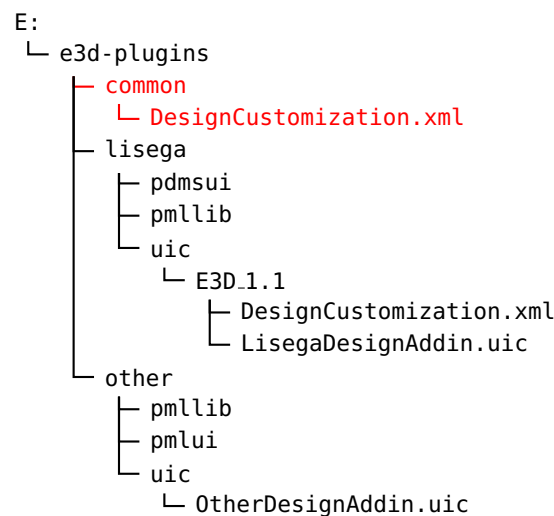 E:
e3d-plugins
common
DesignCustomization.xml
lisega
pdmsui
pmllib
uic
E3D_1.1
DesignCustomization.xml
LisegaDesignAddin.uic
other
pmllib
pmlui
uic
OtherDesignAddin.uic